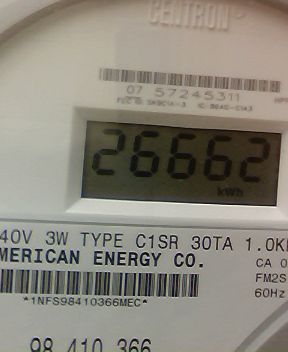 CENTRON
07 57245311
26662
kWh
40V 3W TYPE C1SR 30TA 1.0K
MERICAN ENERGY CO.
CA 0
FM2S
60Hz
*1NFS98410366MEC*
98 410 366